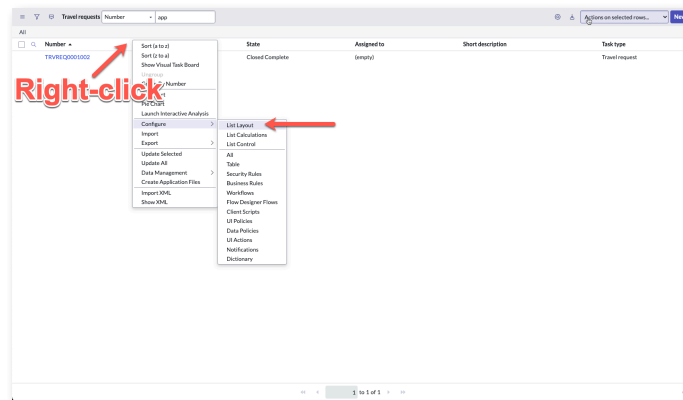 Travel requests Number app Actions on selected rows... New
All
Number State Assigned to Short description Task type
TRVREQ0001002 Closed Complete (empty) Travel request
Right-click
Sort (a to z)
Sort (z to a)
Show Visual Task Board
Ungroup
Number
Pie Chart
Launch Interactive Analysis
Configure
Import
Export
Update Selected
Update All
Data Management
Create Application Files
Import XML
Show XML
List Layout
List Calculations
List Control
All
Table
Security Rules
Business Rules
Workflows
Flow Designer Flows
Client Scripts
UI Policies
Data Policies
UI Actions
Notifications
Dictionary
1 to 1 of 1